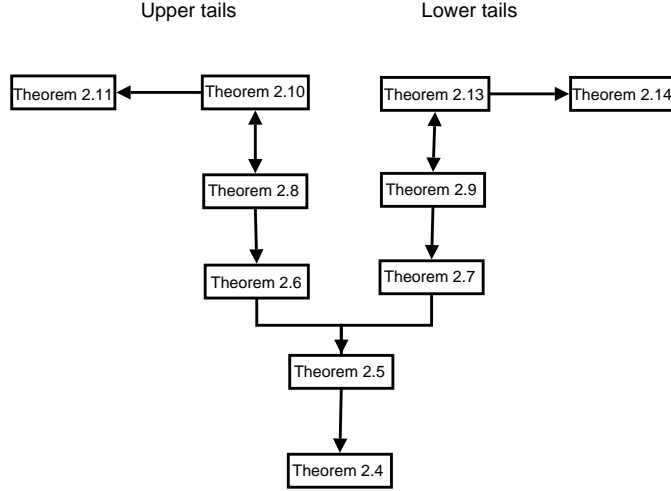 Upper tails
Lower tails
Theorem 2.11
Theorem 2.10
Theorem 2.13
Theorem 2.14
Theorem 2.8
Theorem 2.9
Theorem 2.6
Theorem 2.7
Theorem 2.5
Theorem 2.4